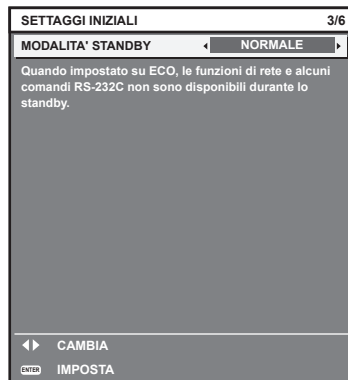 SETTAGGI INIZIALI 3/6
MODALITA' STANDBY NORMALE
Quando impostato su ECO, le funzioni di rete e alcuni
comandi RS-232C non sono disponibili durante lo
standby.
CAMBIA
ENTER IMPOSTA